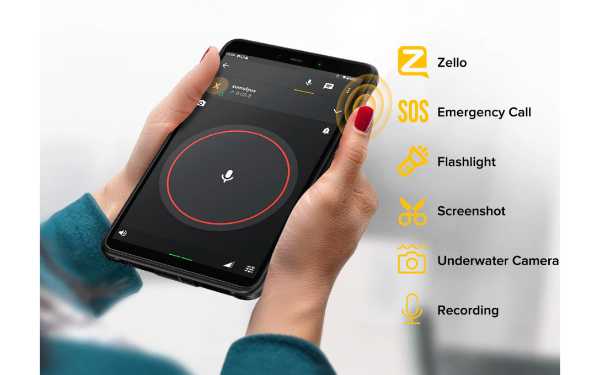 Zello
SOS
Emergency Call
Flashlight
Screenshot
Underwater Camera
Recording